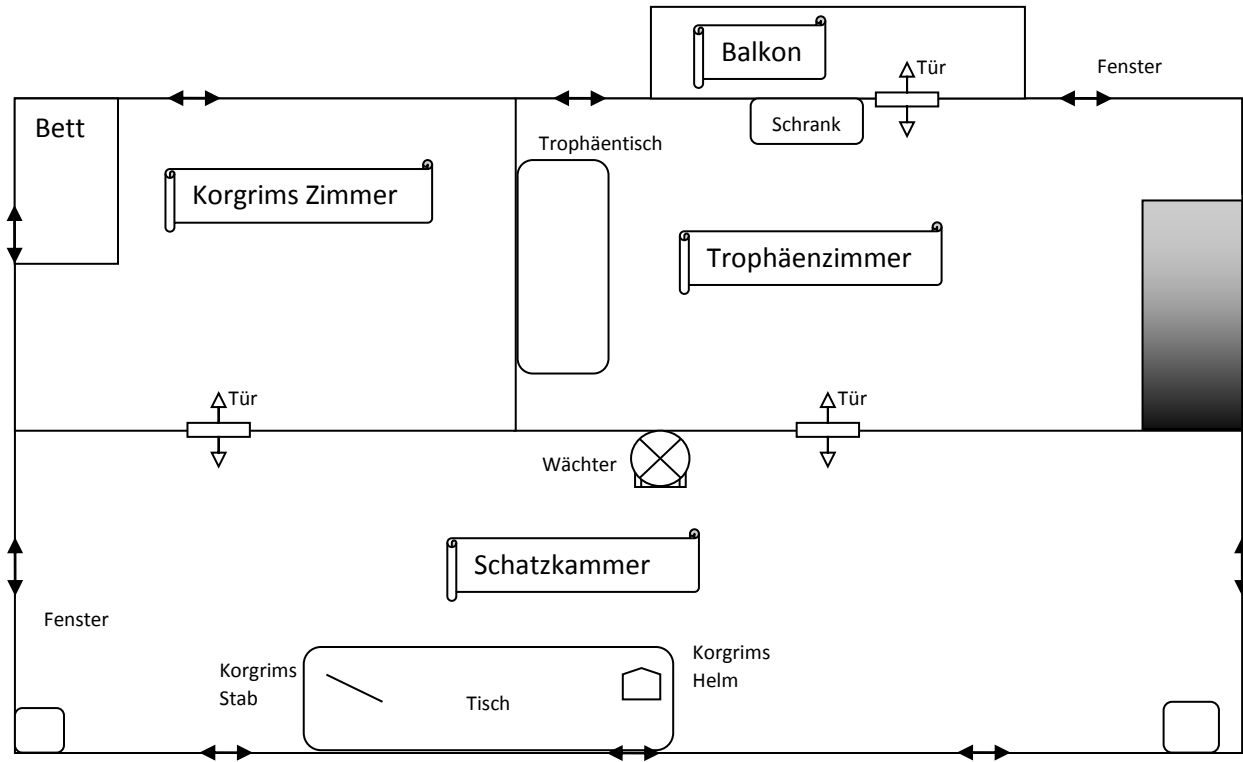 Balkon
Tür
Fenster
Bett
Schrank
Trophäentisch
Korgrims Zimmer
Trophäenzimmer
Tür
Tür
Wächter
Schatzkammer
Fenster
Korgrims
Stab
Tisch
Korgrims
Helm